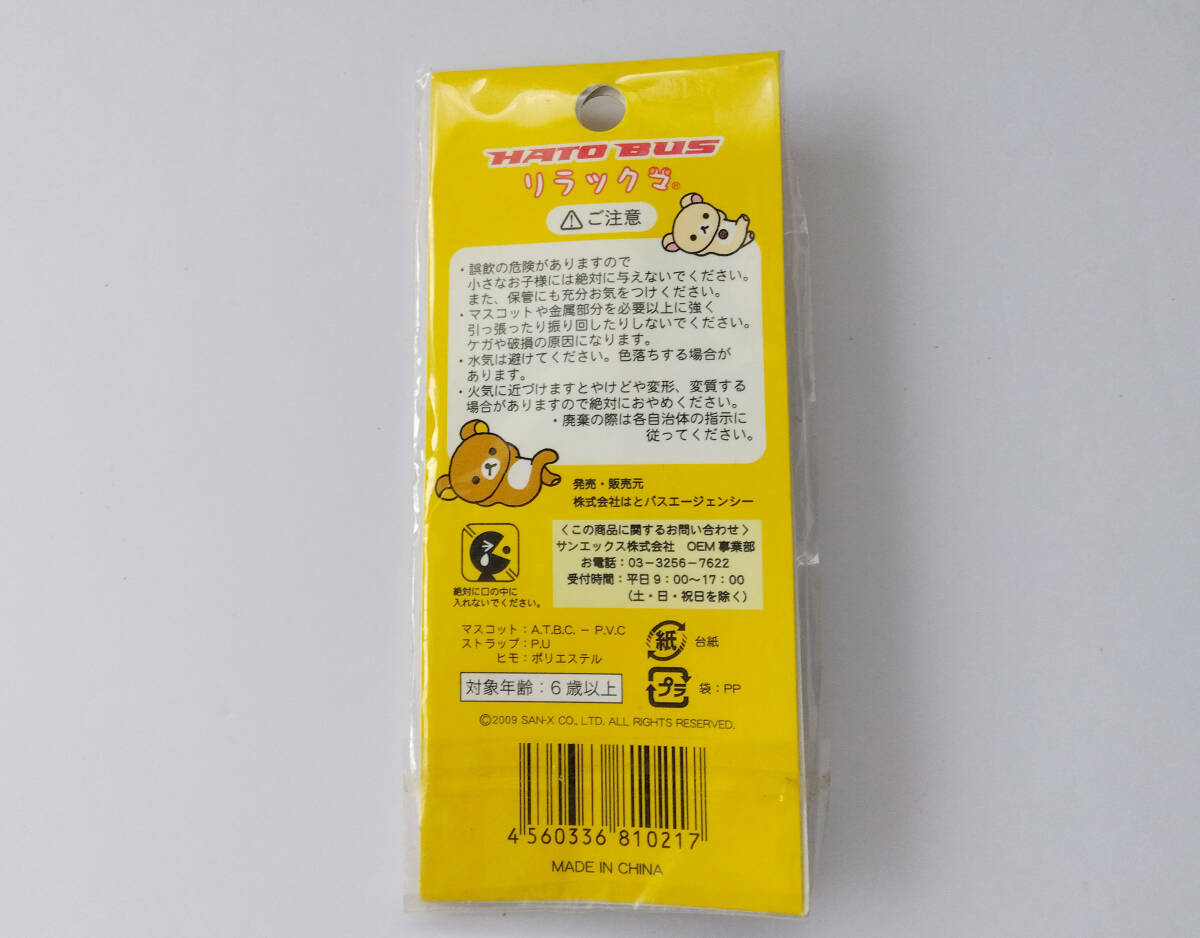 HATO BUS
リラックマ®
ご注意
・誤飲の危険がありますので
小さなお子様には絶対に与えないでください。
また、保管にも充分お気をつけください。
・マスコットや金属部分を必要以上に強く
引っ張ったり振り回したりしないでください。
ケガや破損の原因になります。
・水気は避けてください。色落ちする場合が
あります。
・火気に近づけますとやけどや変形、変質する
場合がありますので絶対におやめください。
・廃棄の際は各自治体の指示に
従ってください。
発売・販売元
株式会社はとバスエージェンシー
〈この商品に関するお問い合わせ〉
サンエックス株式会社 OEM事業部
お電話：03－3256－7622
受付時間：平日9：00～17：00
（土・日・祝日を除く）
絶対に口の中に
入れないでください。
マスコット：A.T.B.C. － P.V.C
ストラップ：P.U
ヒモ：ポリエステル
紙 台紙
プラ 袋：PP
対象年齢：6歳以上
©2009 SAN-X CO., LTD. ALL RIGHTS RESERVED.
4 560336 810217
MADE IN CHINA